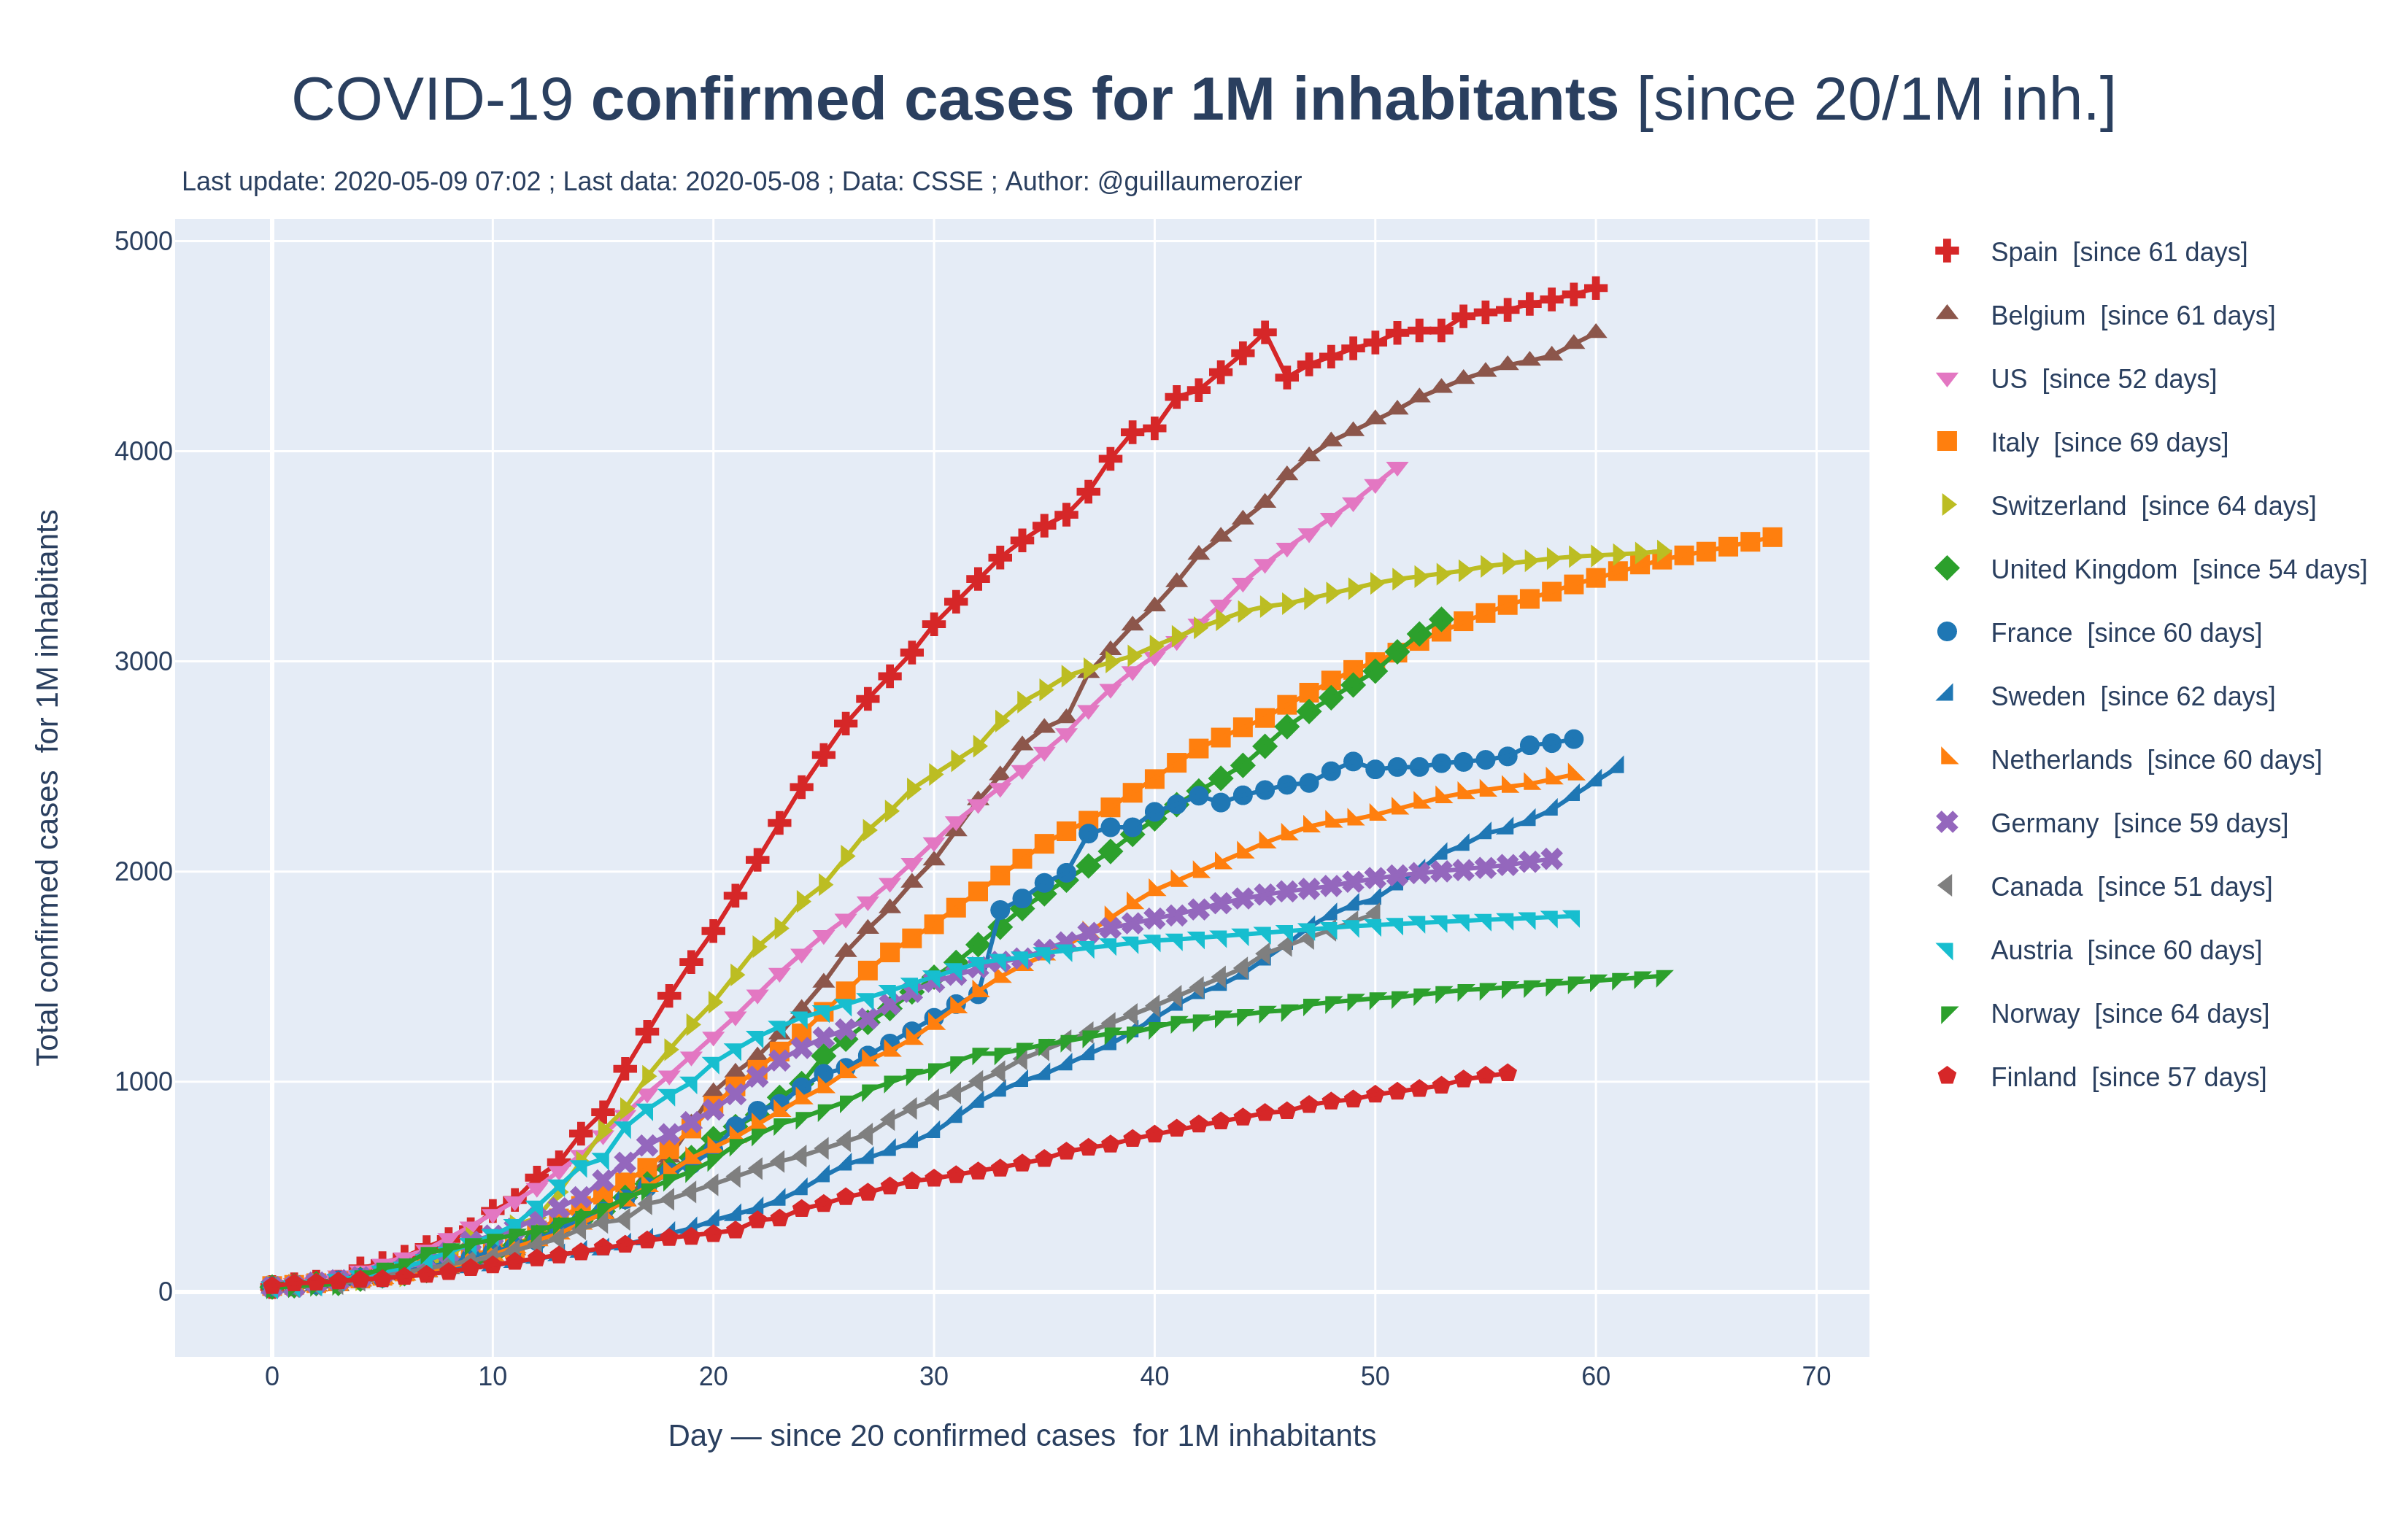 COVID-19 confirmed cases for 1M inhabitants [since 20/1M inh.]
Last update: 2020-05-09 07:02 ; Last data: 2020-05-08 ; Data: CSSE ; Author: @guillaumerozier
Total confirmed cases  for 1M inhabitants
5000
4000
3000
2000
1000
0
0 10 20 30 40 50 60 70
Day — since 20 confirmed cases  for 1M inhabitants
Spain  [since 61 days]
Belgium  [since 61 days]
US  [since 52 days]
Italy  [since 69 days]
Switzerland  [since 64 days]
United Kingdom  [since 54 days]
France  [since 60 days]
Sweden  [since 62 days]
Netherlands  [since 60 days]
Germany  [since 59 days]
Canada  [since 51 days]
Austria  [since 60 days]
Norway  [since 64 days]
Finland  [since 57 days]